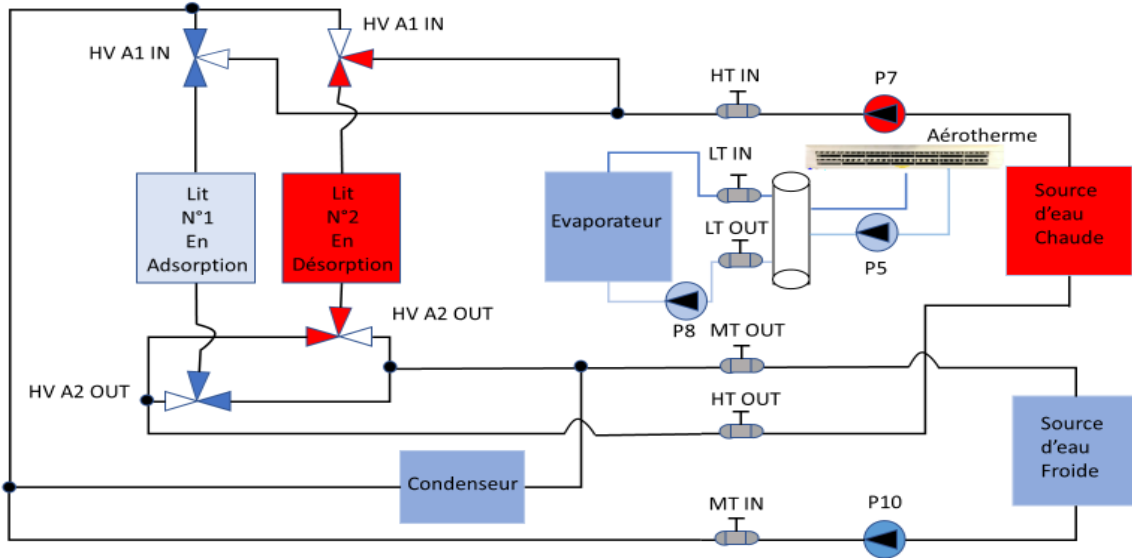 HV A1 IN
HV A1 IN
HT IN
P7
Aérotherme
LT IN
Lit
N°1
En
Adsorption
Lit
N°2
En
Désorption
Evaporateur
Source
d'eau
Chaude
LT OUT
P5
P8
HV A2 OUT
MT OUT
HV A2 OUT
HT OUT
Source
d'eau
Froide
Condenseur
MT IN
P10